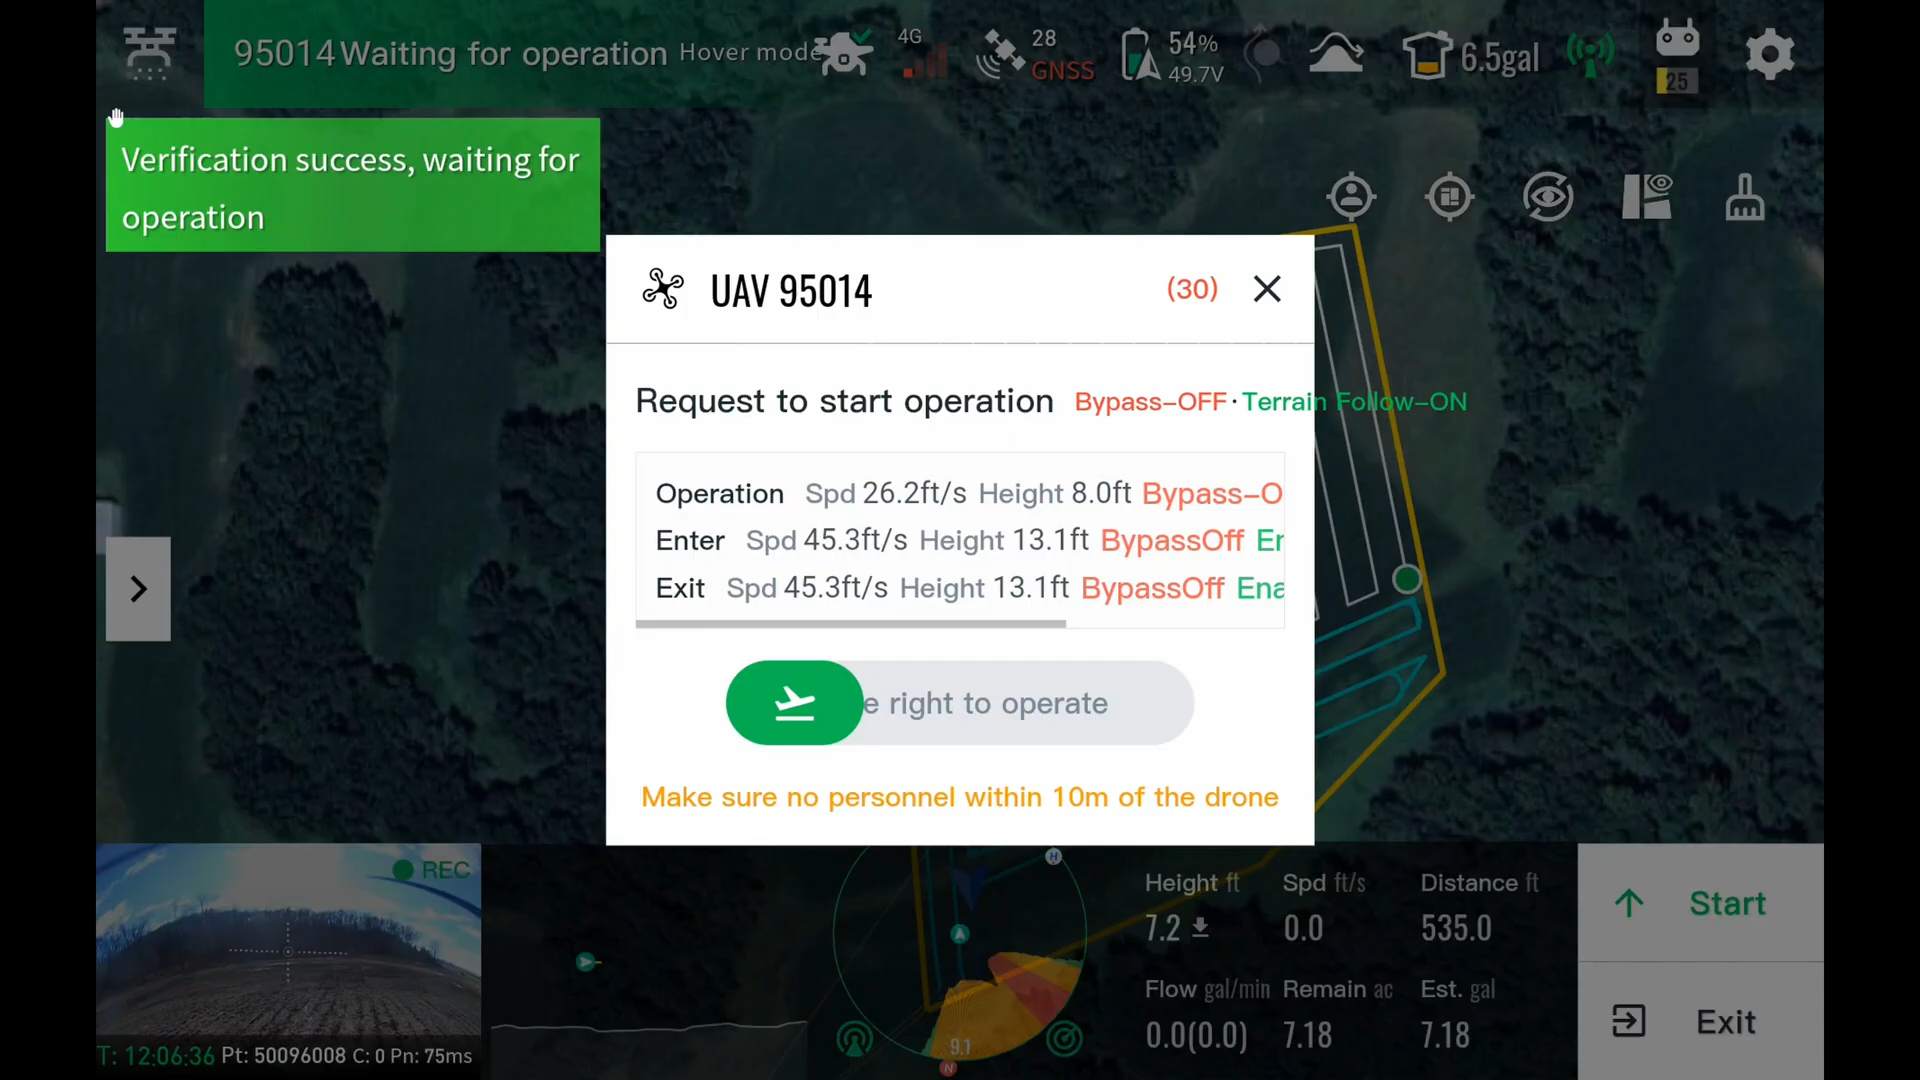 95014 Waiting for operation Hover mode
4G
28
GNSS
54%
49.7V
6.5gal
25
Verification success, waiting for
operation
UAV 95014
(30)
Request to start operation Bypass-OFF·Terrain Follow-ON
Operation Spd 26.2ft/s Height 8.0ft Bypass-O
Enter Spd 45.3ft/s Height 13.1ft BypassOff Er
Exit Spd 45.3ft/s Height 13.1ft BypassOff Ena
e right to operate
Make sure no personnel within 10m of the drone
REC
T: 12:06:36 Pt: 50096008 C: 0 Pn: 75ms
H
9.1
N
Height ft Spd ft/s Distance ft
7.2 0.0 535.0
Flow gal/min Remain ac Est. gal
0.0(0.0) 7.18 7.18
Start
Exit